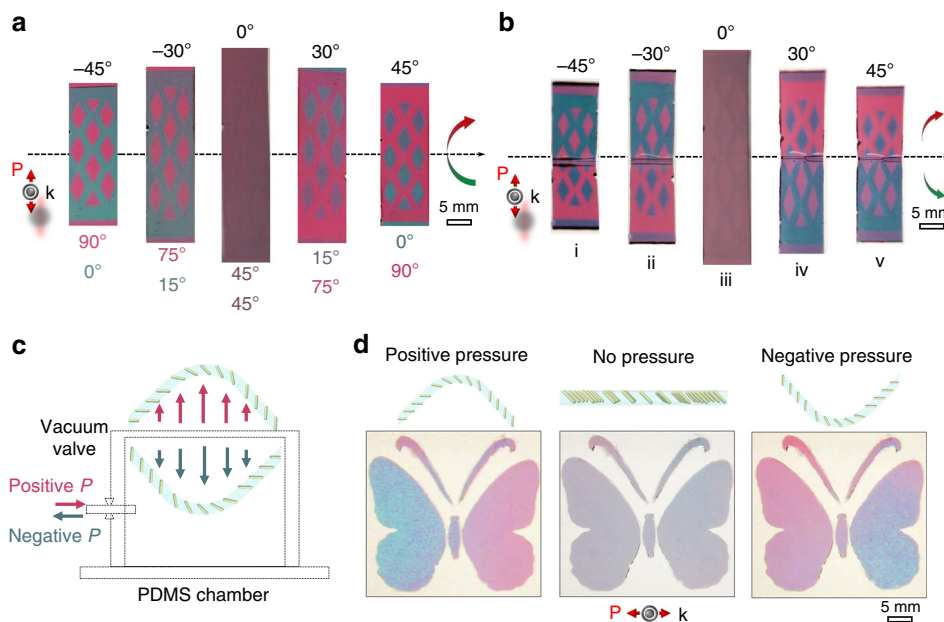 a
−45°
−30°
0°
30°
45°
P
k
5 mm
90°
0°
75°
15°
45°
45°
15°
75°
0°
90°
b
−45°
−30°
0°
30°
45°
P
k
5 mm
i
ii
iii
iv
v
c
Vacuum
valve
Positive P
Negative P
PDMS chamber
d
Positive pressure
No pressure
Negative pressure
P
k
5 mm